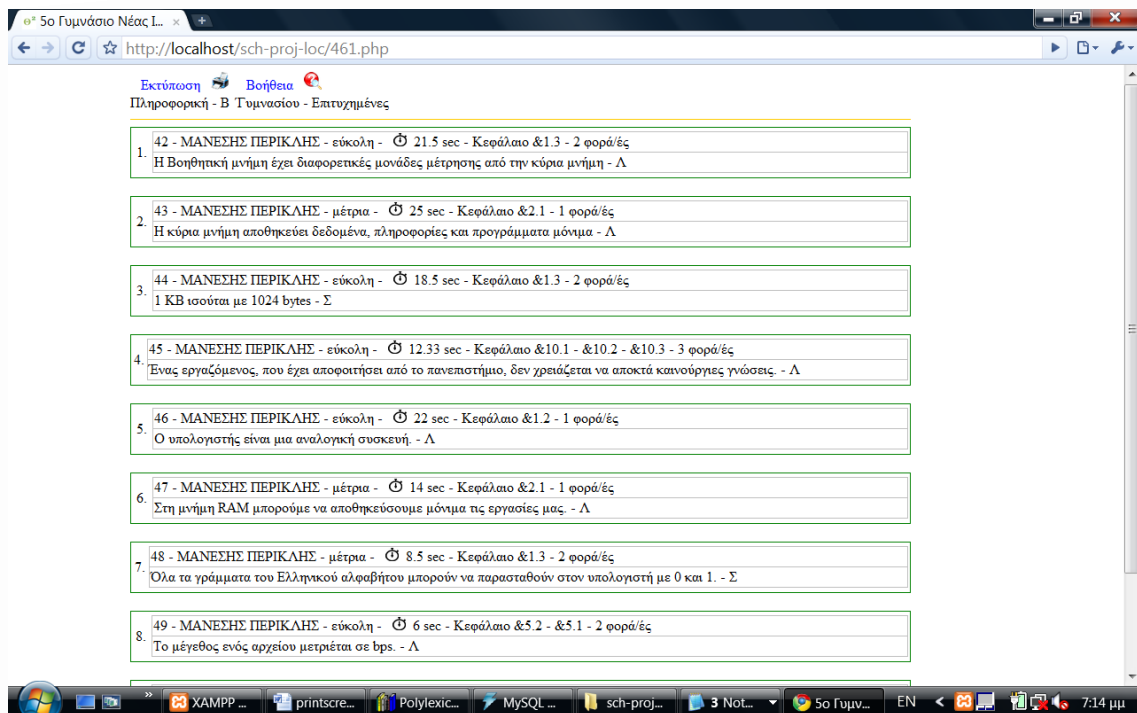 5ο Γυμνάσιο Νέας Ι...
http://localhost/sch-proj-loc/461.php
Εκτύπωση Βοήθεια
Πληροφορική - Β Τυμνασίου - Επιτυχημένες
1.
42 - ΜΑΝΕΣΗΣ ΠΕΡΙΚΛΗΣ - εύκολη - 21.5 sec - Κεφάλαιο &1.3 - 2 φορά/ές
Η Βοηθητική μνήμη έχει διαφορετικές μονάδες μέτρησης από την κύρια μνήμη - Λ
2.
43 - ΜΑΝΕΣΗΣ ΠΕΡΙΚΛΗΣ - μέτρια - 25 sec - Κεφάλαιο &2.1 - 1 φορά/ές
Η κύρια μνήμη αποθηκεύει δεδομένα, πληροφορίες και προγράμματα μόνιμα - Λ
3.
44 - ΜΑΝΕΣΗΣ ΠΕΡΙΚΛΗΣ - εύκολη - 18.5 sec - Κεφάλαιο &1.3 - 2 φορά/ές
1 KB ισούται με 1024 bytes - Σ
4.
45 - ΜΑΝΕΣΗΣ ΠΕΡΙΚΛΗΣ - εύκολη - 12.33 sec - Κεφάλαιο &10.1 - &10.2 - &10.3 - 3 φορά/ές
Ένας εργαζόμενος, που έχει αποφοιτήσει από το πανεπιστήμιο, δεν χρειάζεται να αποκτά καινούργιες γνώσεις. - Λ
5.
46 - ΜΑΝΕΣΗΣ ΠΕΡΙΚΛΗΣ - εύκολη - 22 sec - Κεφάλαιο &1.2 - 1 φορά/ές
Ο υπολογιστής είναι μια αναλογική συσκευή. - Λ
6.
47 - ΜΑΝΕΣΗΣ ΠΕΡΙΚΛΗΣ - μέτρια - 14 sec - Κεφάλαιο &2.1 - 1 φορά/ές
Στη μνήμη RAM μπορούμε να αποθηκεύσουμε μόνιμα τις εργασίες μας. - Λ
7.
48 - ΜΑΝΕΣΗΣ ΠΕΡΙΚΛΗΣ - μέτρια - 8.5 sec - Κεφάλαιο &1.3 - 2 φορά/ές
Όλα τα γράμματα του Ελληνικού αλφαβήτου μπορούν να παρασταθούν στον υπολογιστή με 0 και 1. - Σ
8.
49 - ΜΑΝΕΣΗΣ ΠΕΡΙΚΛΗΣ - εύκολη - 6 sec - Κεφάλαιο &5.2 - &5.1 - 2 φορά/ές
Το μέγεθος ενός αρχείου μετριέται σε bps. - Λ
XAMPP ... printscre... Polylexic... MySQL ... sch-proj... 3 Not... 5ο Γυμν... EN 7:14 μμ